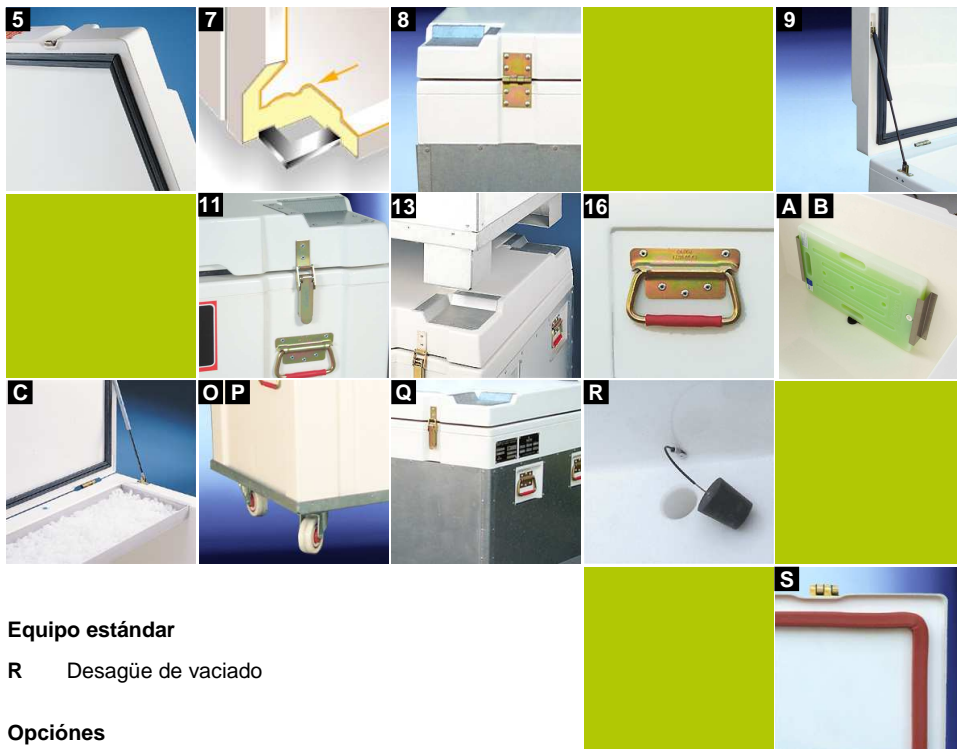 5
7
8
9
11
13
16
A B
C
O P
Q
R
S
Equipo estándar
R Desagüe de vaciado
Opciónes